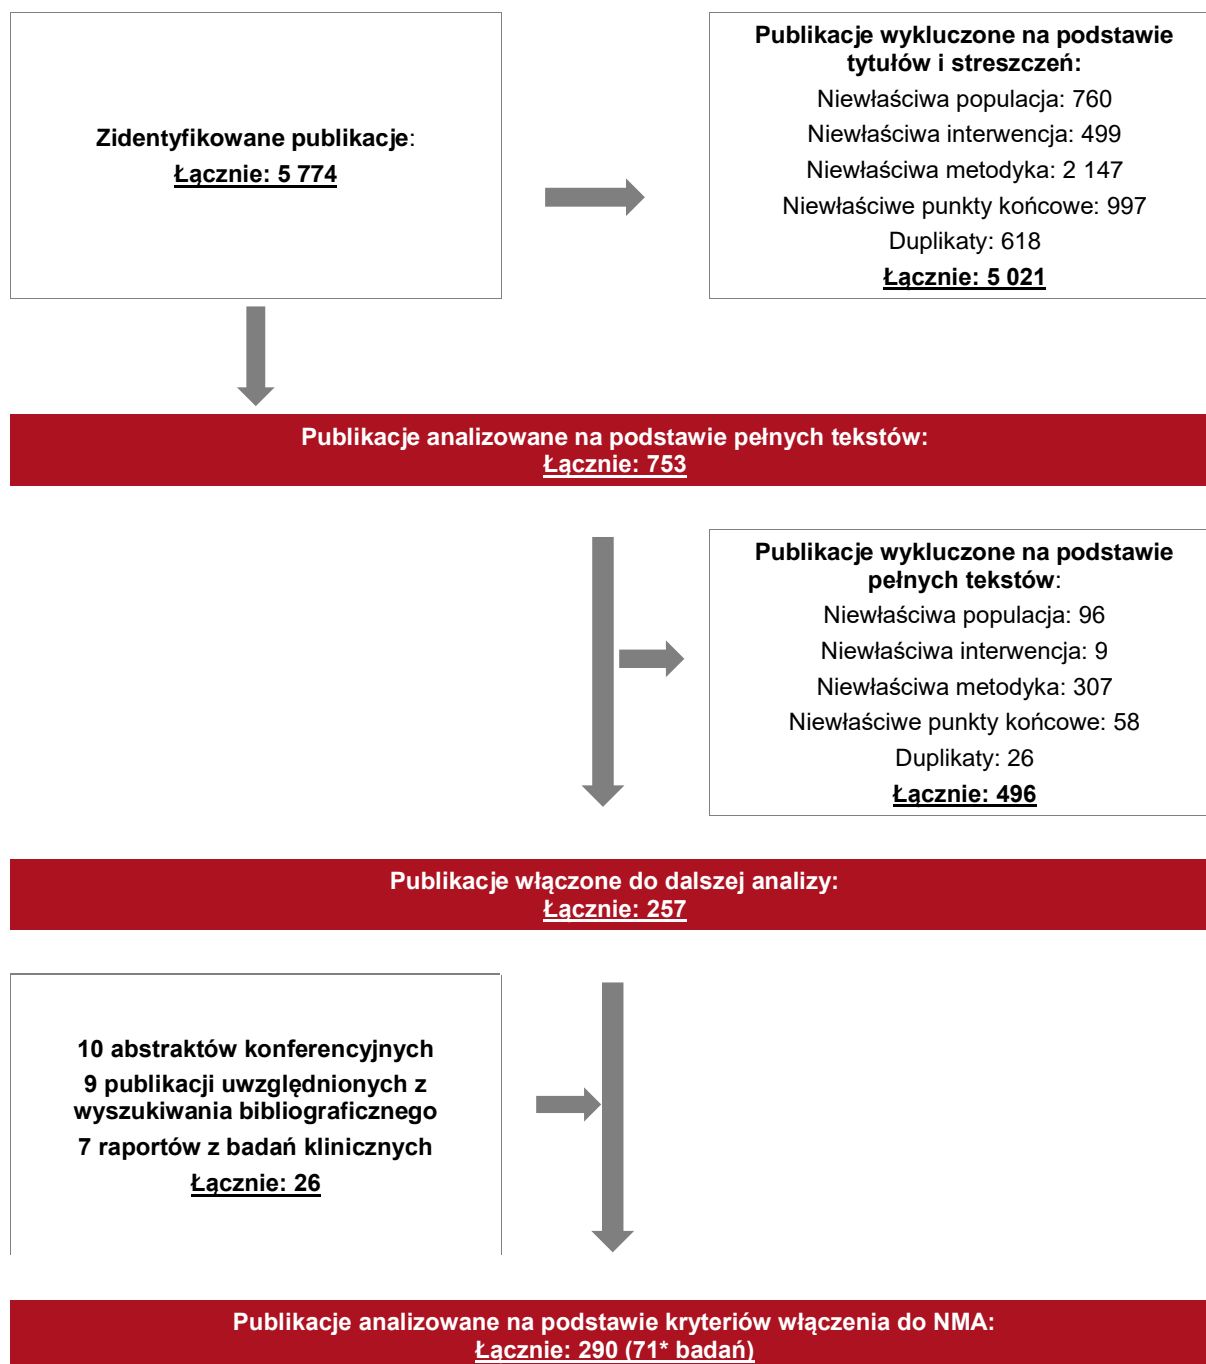 Zidentyfikowane publikacje:
Łącznie: 5 774
Publikacje wykluczone na podstawie
tytułów i streszczeń:
Niewłaściwa populacja: 760
Niewłaściwa interwencja: 499
Niewłaściwa metodyka: 2 147
Niewłaściwe punkty końcowe: 997
Duplikaty: 618
Łącznie: 5 021
Publikacje analizowane na podstawie pełnych tekstów:
Łącznie: 753
Publikacje wykluczone na podstawie
pełnych tekstów:
Niewłaściwa populacja: 96
Niewłaściwa interwencja: 9
Niewłaściwa metodyka: 307
Niewłaściwe punkty końcowe: 58
Duplikaty: 26
Łącznie: 496
Publikacje włączone do dalszej analizy:
Łącznie: 257
10 abstraktów konferencyjnych
9 publikacji uwzględnionych z
wyszukiwania bibliograficznego
7 raportów z badań klinicznych
Łącznie: 26
Publikacje analizowane na podstawie kryteriów włączenia do NMA:
Łącznie: 290 (71* badań)